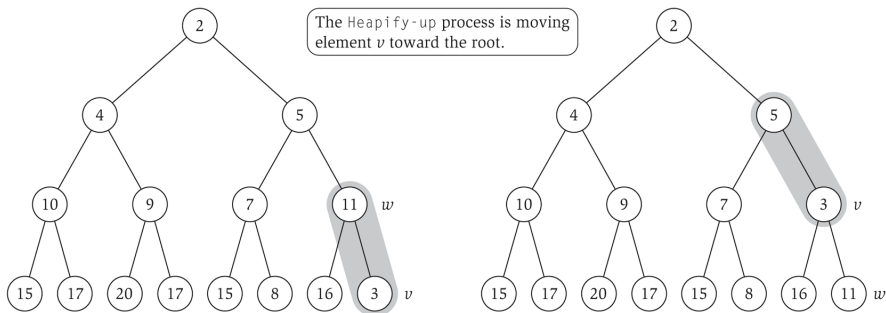 The Heapify-up process is moving
element v toward the root.
2
4 5
10 9 7 11 w
15 17 20 17 15 8 16 3 v
2
4 5
10 9 7 3 v
15 17 20 17 15 8 16 11 w